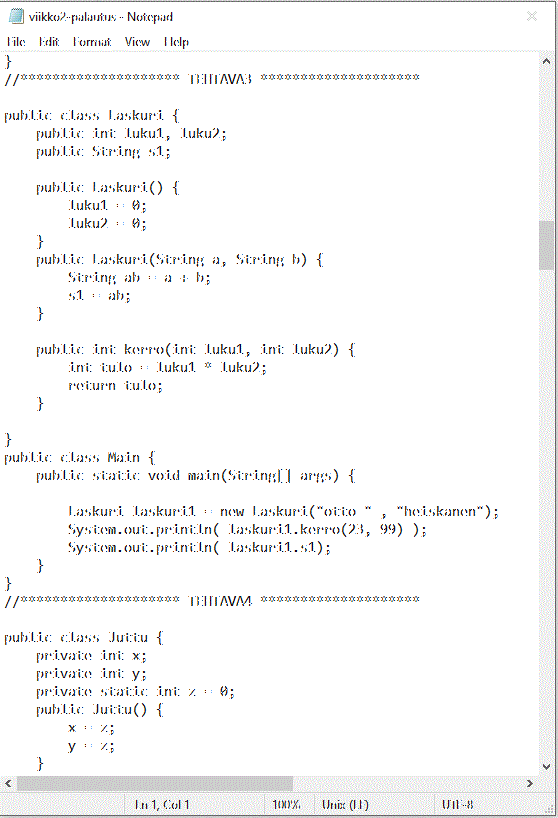 viikko2-palautus - Notepad
File Edit Format View Help
}
//******************** TEHTAVA3 ********************
public class Laskuri {
public int luku1, luku2;
public String s1;
public Laskuri() {
luku1 = 0;
luku2 = 0;
}
public Laskuri(String a, String b) {
String ab = a + b;
s1 = ab;
}
public int kerro(int luku1, int luku2) {
int tulo = luku1 * luku2;
return tulo;
}
}
public class Main {
public static void main(String[] args) {
Laskuri laskuri1 = new Laskuri("otto " , "heiskanen");
System.out.println( laskuri1.kerro(23, 99) );
System.out.println( laskuri1.s1);
}
}
//******************** TEHTAVA4 ********************
public class Juttu {
private int x;
private int y;
private static int z = 0;
public Juttu() {
x = z;
y = z;
}
Ln 1, Col 1 100% Unix (LF) UTF-8